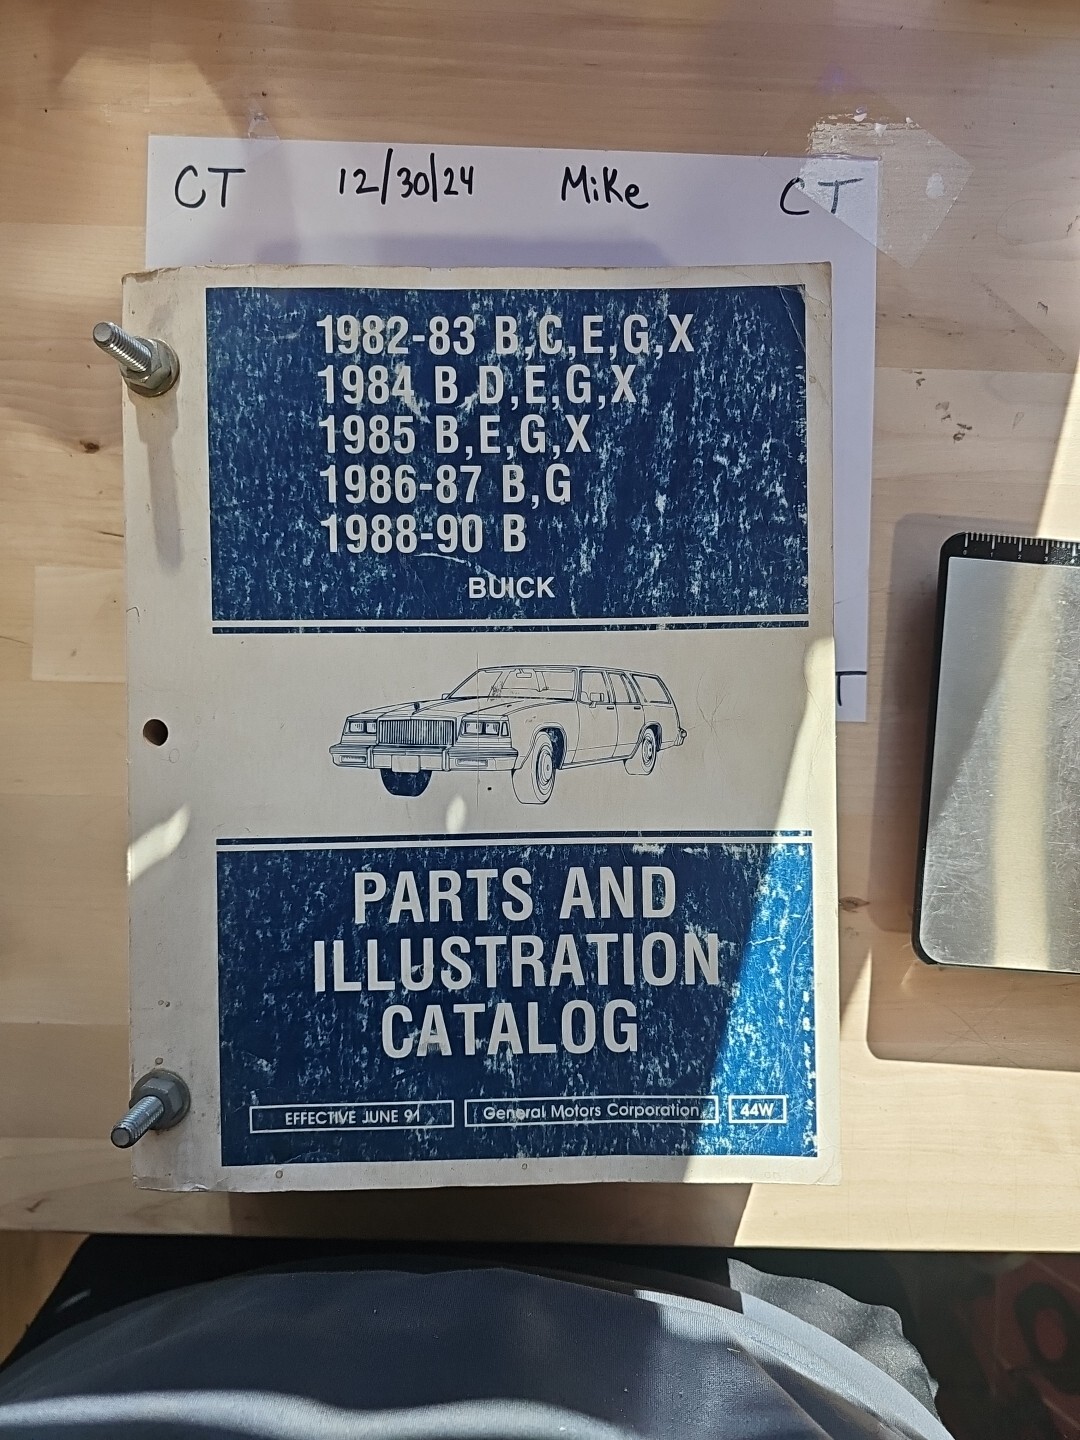 CT 12/30/24 Mike CT
1982-83 B,C,E,G,X
1984 B,D,E,G,X
1985 B,E,G,X
1986-87 B,G
1988-90 B
BUICK
PARTS AND
ILLUSTRATION
CATALOG
EFFECTIVE JUNE 91 General Motors Corporation 44W